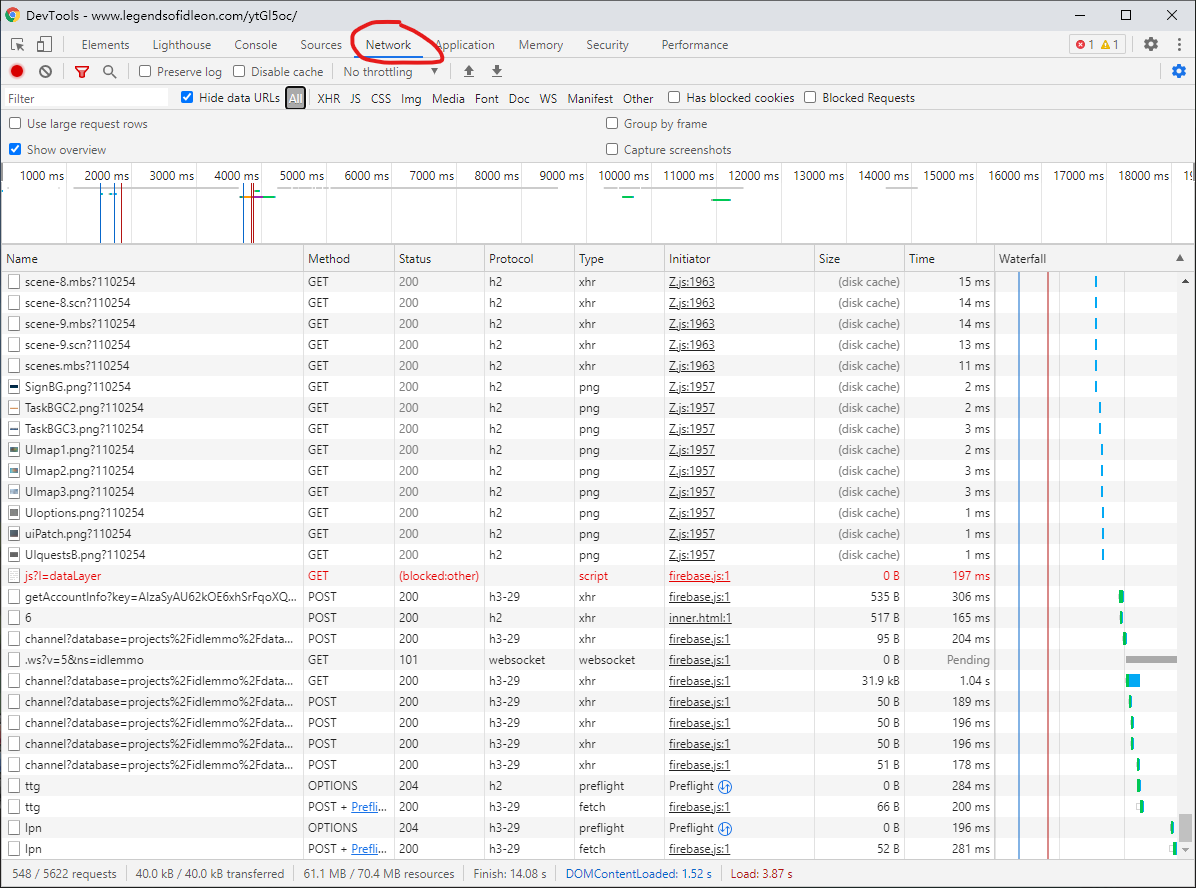 DevTools - www.legendsofidleon.com/ytGl5oc/
Elements Lighthouse Console Sources Network Application Memory Security Performance 1 1
Preserve log Disable cache No throttling
Filter Hide data URLs All XHR JS CSS Img Media Font Doc WS Manifest Other Has blocked cookies Blocked Requests
Use large request rows Group by frame
Show overview Capture screenshots
1000 ms 2000 ms 3000 ms 4000 ms 5000 ms 6000 ms 7000 ms 8000 ms 9000 ms 10000 ms 11000 ms 12000 ms 13000 ms 14000 ms 15000 ms 16000 ms 17000 ms 18000 ms
Name Method Status Protocol Type Initiator Size Time Waterfall
scene-8.mbs?110254 GET 200 h2 xhr Z.js:1963 (disk cache) 15 ms
scene-8.scn?110254 GET 200 h2 xhr Z.js:1963 (disk cache) 14 ms
scene-9.mbs?110254 GET 200 h2 xhr Z.js:1963 (disk cache) 14 ms
scene-9.scn?110254 GET 200 h2 xhr Z.js:1963 (disk cache) 13 ms
scenes.mbs?110254 GET 200 h2 xhr Z.js:1963 (disk cache) 11 ms
SignBG.png?110254 GET 200 h2 png Z.js:1957 (disk cache) 2 ms
TaskBGC2.png?110254 GET 200 h2 png Z.js:1957 (disk cache) 2 ms
TaskBGC3.png?110254 GET 200 h2 png Z.js:1957 (disk cache) 3 ms
UImap1.png?110254 GET 200 h2 png Z.js:1957 (disk cache) 2 ms
UImap2.png?110254 GET 200 h2 png Z.js:1957 (disk cache) 3 ms
UImap3.png?110254 GET 200 h2 png Z.js:1957 (disk cache) 3 ms
UIoptions.png?110254 GET 200 h2 png Z.js:1957 (disk cache) 1 ms
uiPatch.png?110254 GET 200 h2 png Z.js:1957 (disk cache) 1 ms
UIquestsB.png?110254 GET 200 h2 png Z.js:1957 (disk cache) 1 ms
js?l=dataLayer GET (blocked:other) script firebase.js:1 0 B 197 ms
getAccountInfo?key=AIzaSyAU62kOE6xhSrFqoXQ... POST 200 h3-29 xhr firebase.js:1 535 B 306 ms
6 POST 200 h2 xhr inner.html:1 517 B 165 ms
channel?database=projects%2Fidlemmo%2Fdata... POST 200 h3-29 xhr firebase.js:1 95 B 204 ms
.ws?v=5&ns=idlemmo GET 101 websocket websocket firebase.js:1 0 B Pending
channel?database=projects%2Fidlemmo%2Fdata... GET 200 h3-29 xhr firebase.js:1 31.9 kB 1.04 s
channel?database=projects%2Fidlemmo%2Fdata... POST 200 h3-29 xhr firebase.js:1 50 B 189 ms
channel?database=projects%2Fidlemmo%2Fdata... POST 200 h3-29 xhr firebase.js:1 50 B 196 ms
channel?database=projects%2Fidlemmo%2Fdata... POST 200 h3-29 xhr firebase.js:1 50 B 196 ms
channel?database=projects%2Fidlemmo%2Fdata... POST 200 h3-29 xhr firebase.js:1 51 B 178 ms
ttg OPTIONS 204 h2 preflight Preflight 0 B 284 ms
ttg POST + Prefli... 200 h3-29 fetch firebase.js:1 66 B 200 ms
lpn OPTIONS 204 h3-29 preflight Preflight 0 B 196 ms
lpn POST + Prefli... 200 h3-29 fetch firebase.js:1 52 B 281 ms
548 / 5622 requests 40.0 kB / 40.0 kB transferred 61.1 MB / 70.4 MB resources Finish: 14.08 s DOMContentLoaded: 1.52 s Load: 3.87 s